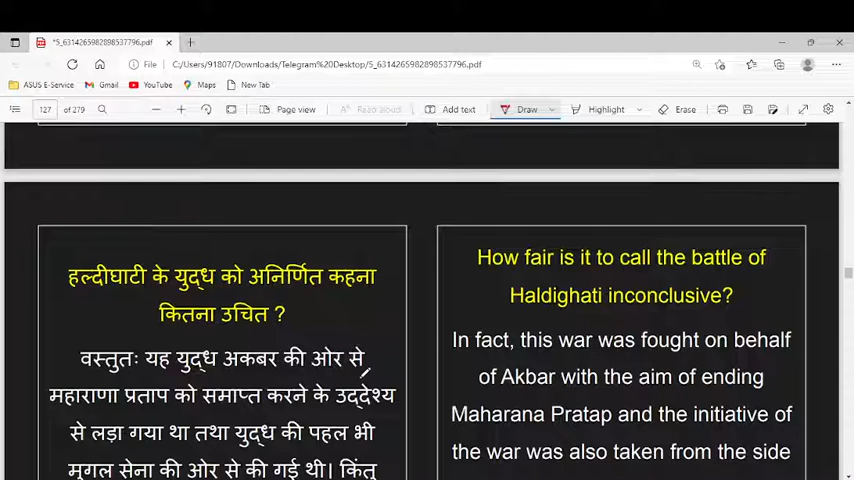 *5_6314265982898537796.pdf
File
C:/Users/91807/Downloads/Telegram%20Desktop/5_6314265982898537796.pdf
ASUS E-Service
Gmail
YouTube
Maps
New Tab
127
of 279
Page view
Read aloud
Add text
Draw
Highlight
Erase
हल्दीघाटी के युद्ध को अनिर्णित कहना
कितना उचित ?
वस्तुतः यह युद्ध अकबर की ओर से
महाराणा प्रताप को समाप्त करने के उद्देश्य
से लड़ा गया था तथा युद्ध की पहल भी
मुगल सेना की ओर से की गई थी। किंतु
How fair is it to call the battle of
Haldighati inconclusive?
In fact, this war was fought on behalf
of Akbar with the aim of ending
Maharana Pratap and the initiative of
the war was also taken from the side